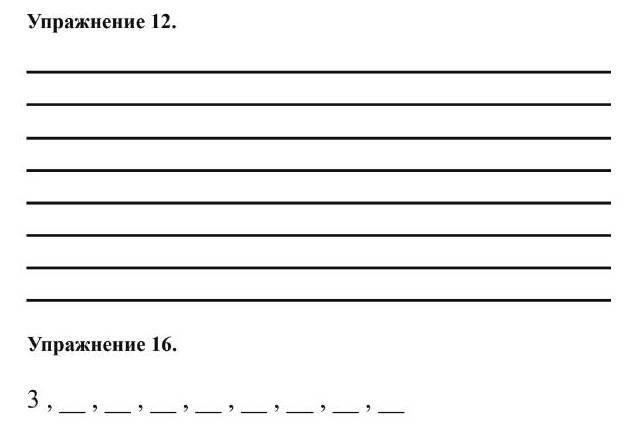 Упражнение 12.
Упражнение 16.
3 , __ , __ , __ , __ , __ , __ , __ , __